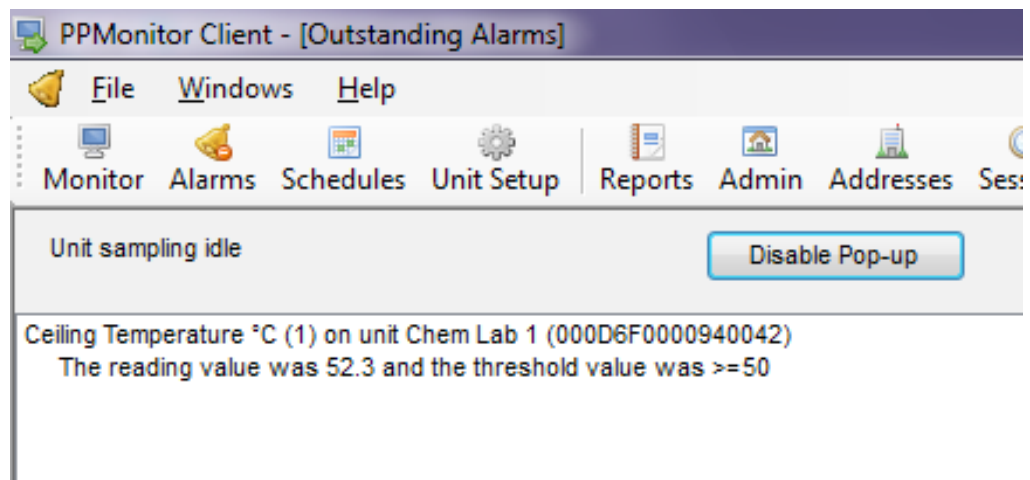 PPMonitor Client - [Outstanding Alarms]
File Windows Help
Monitor Alarms Schedules Unit Setup Reports Admin Addresses
Unit sampling idle
Disable Pop-up
Ceiling Temperature °C (1) on unit Chem Lab 1 (000D6F0000940042)
The reading value was 52.3 and the threshold value was >=50